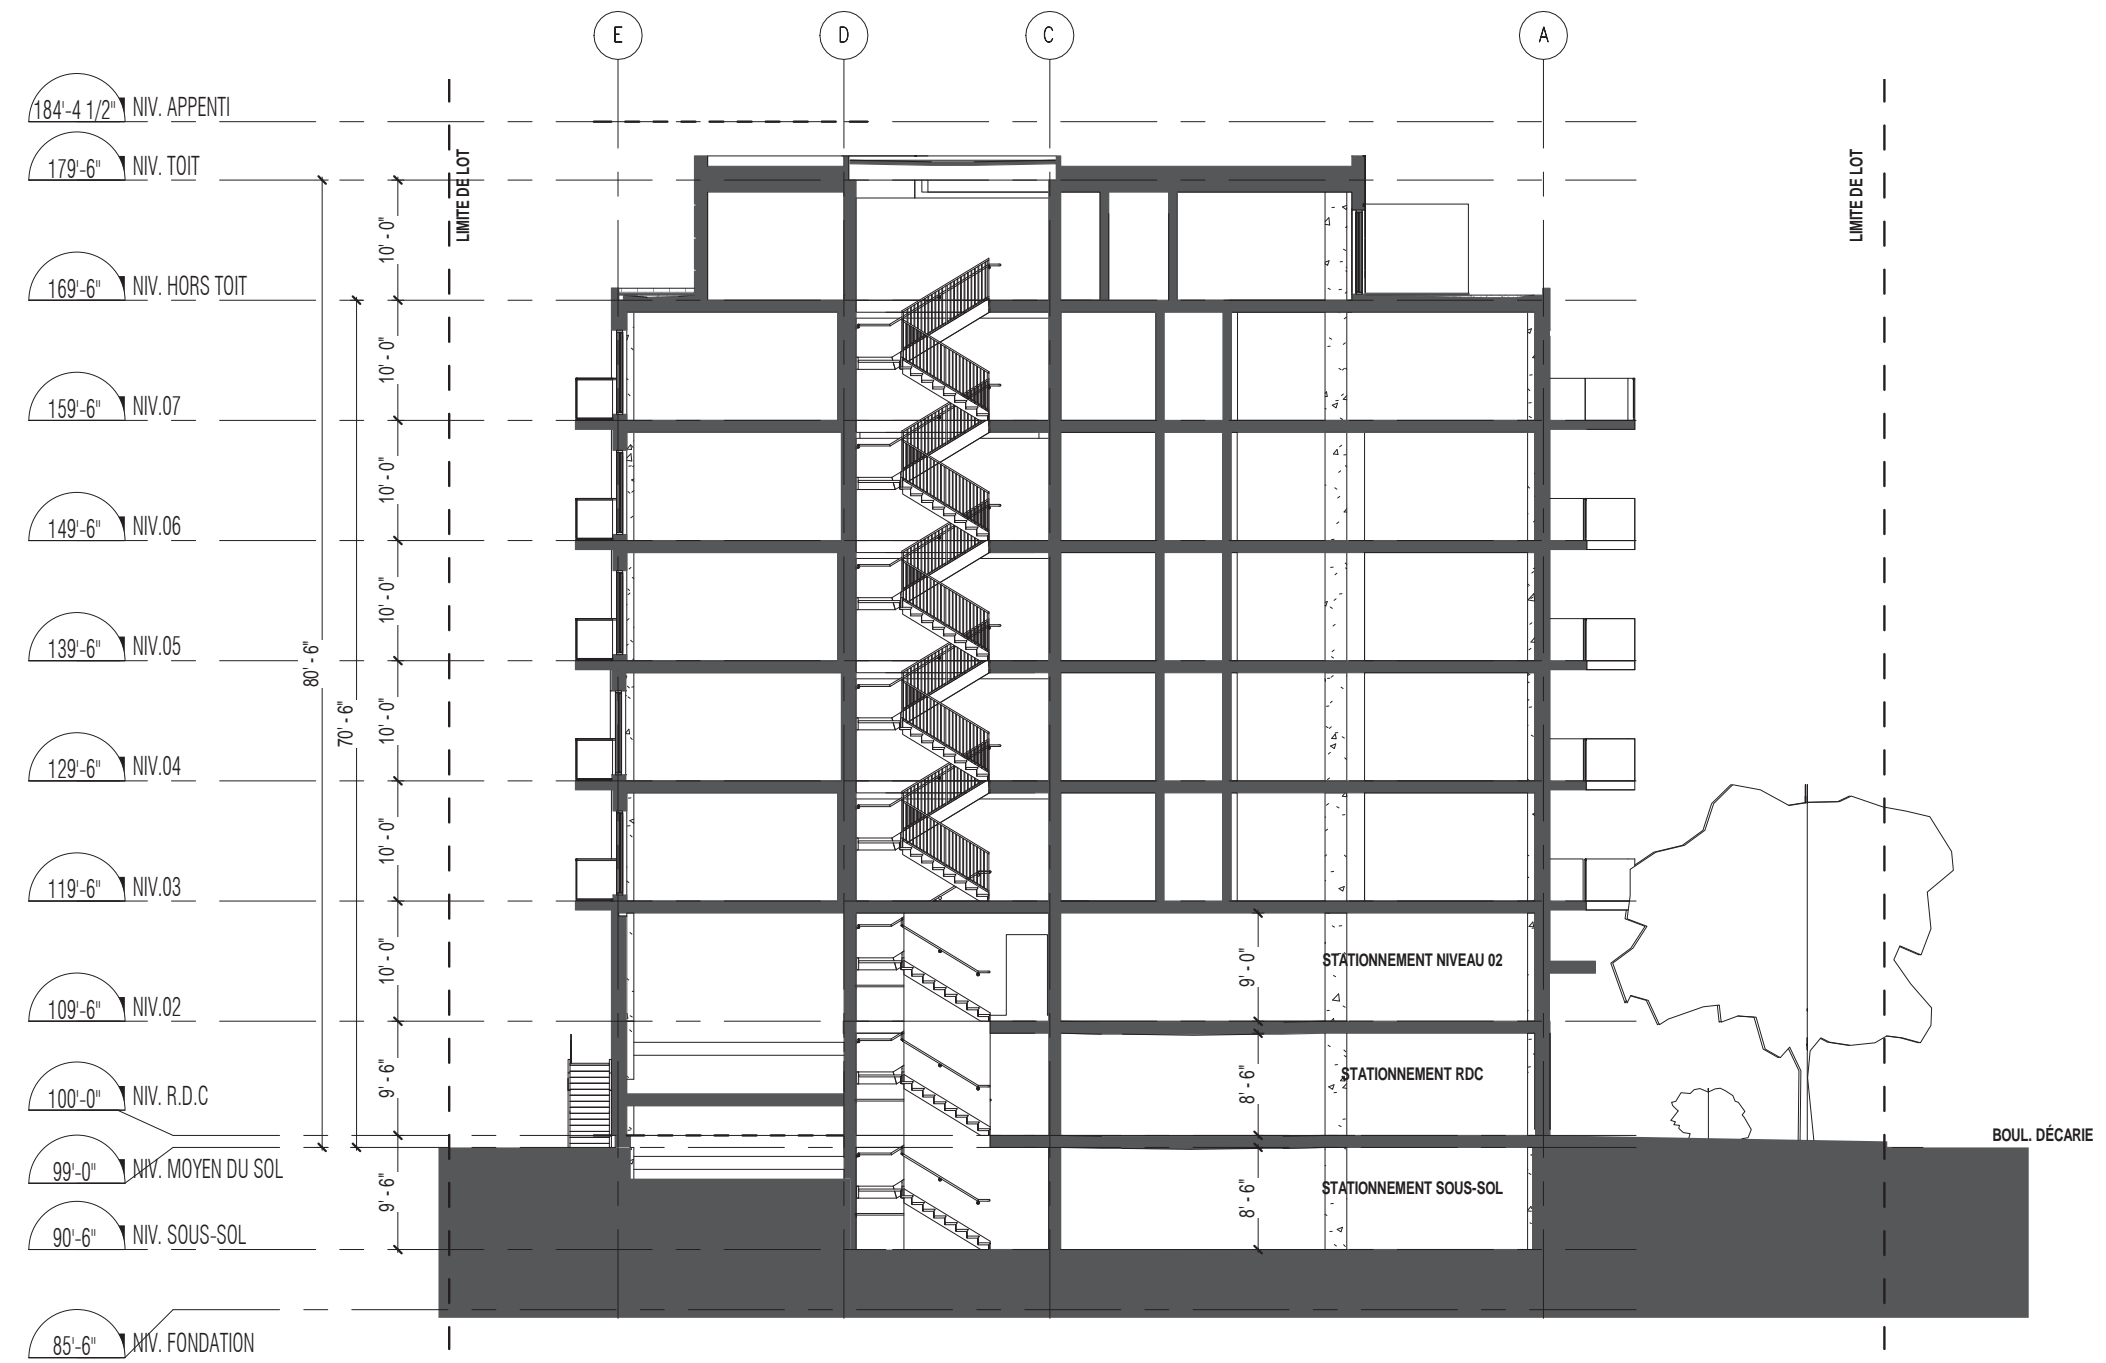 E
D
C
A
184'-4 1/2" NIV. APPENTI
179'-6" NIV. TOIT
LIMITE DE LOT
LIMITE DE LOT
10' - 0"
169'-6" NIV. HORS TOIT
10' - 0"
159'-6" NIV.07
10' - 0"
149'-6" NIV.06
10' - 0"
139'-6" NIV.05
80' - 6"
70' - 6"
10' - 0"
129'-6" NIV.04
10' - 0"
119'-6" NIV.03
10' - 0"
9' - 0"
STATIONNEMENT NIVEAU 02
109'-6" NIV.02
9' - 6"
8' - 6"
STATIONNEMENT RDC
100'-0" NIV. R.D.C
BOUL. DÉCARIE
99'-0" NIV. MOYEN DU SOL
9' - 6"
8' - 6"
STATIONNEMENT SOUS-SOL
90'-6" NIV. SOUS-SOL
85'-6" NIV. FONDATION